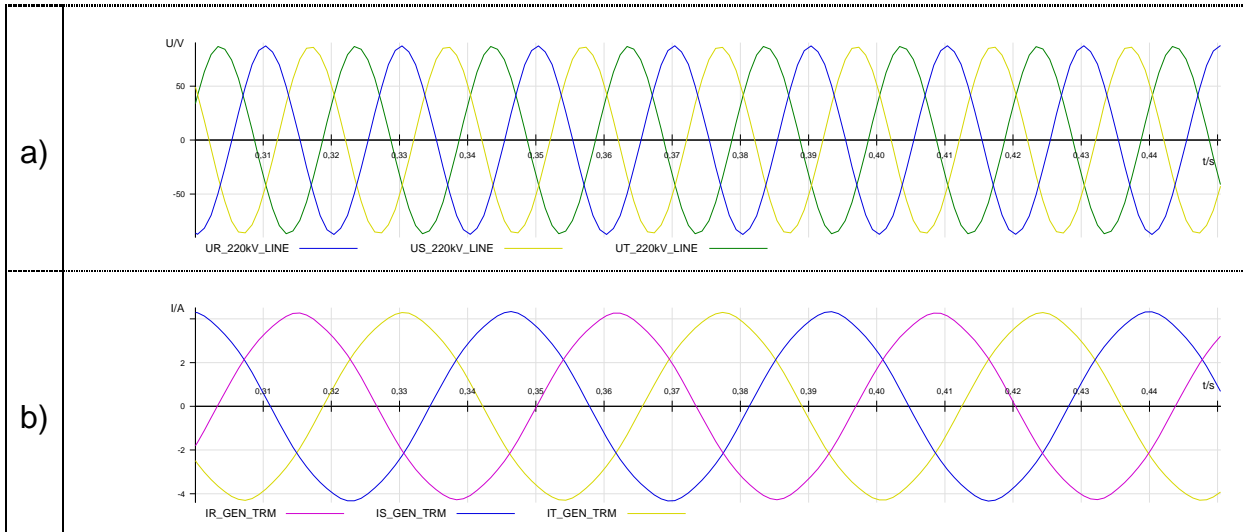 a)
U/V
50
0
-50
0,31 0,32 0,33 0,34 0,35 0,36 0,37 0,38 0,39 0,40 0,41 0,42 0,43 0,44
t/s
UR_220kV_LINE US_220kV_LINE UT_220kV_LINE
b)
I/A
2
0
-2
-4
0,31 0,32 0,33 0,34 0,35 0,36 0,37 0,38 0,39 0,40 0,41 0,42 0,43 0,44
t/s
IR_GEN_TRM IS_GEN_TRM IT_GEN_TRM